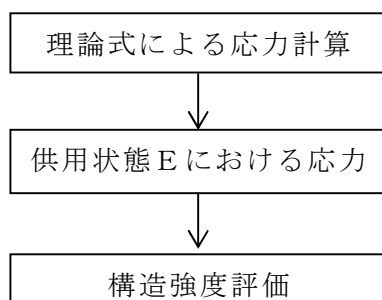 理論式による応力計算
供用状態Ｅにおける応力
構造強度評価